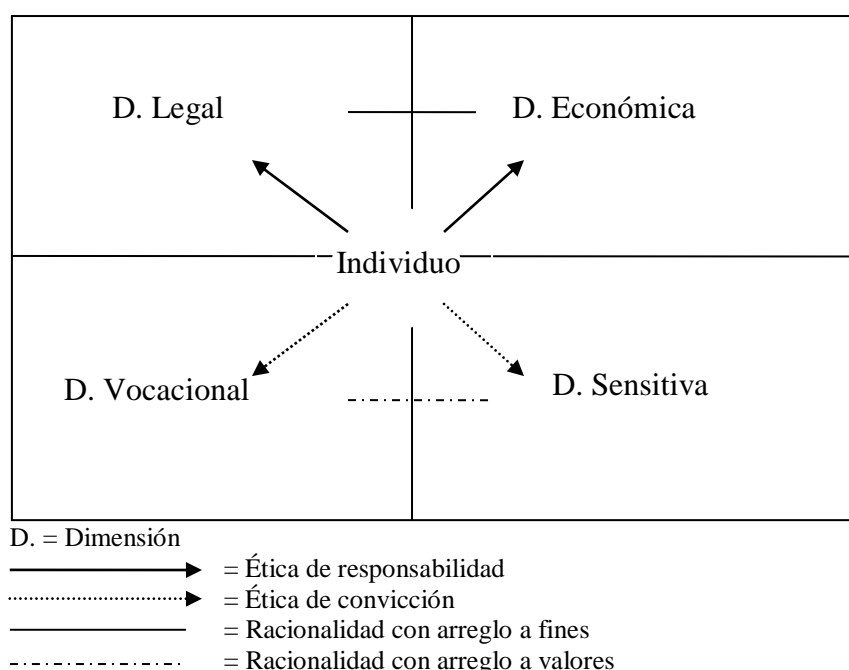 D. Legal
D. Económica
Individuo
D. Vocacional
D. Sensitiva
D. = Dimensión
= Ética de responsabilidad
= Ética de convicción
= Racionalidad con arreglo a fines
= Racionalidad con arreglo a valores